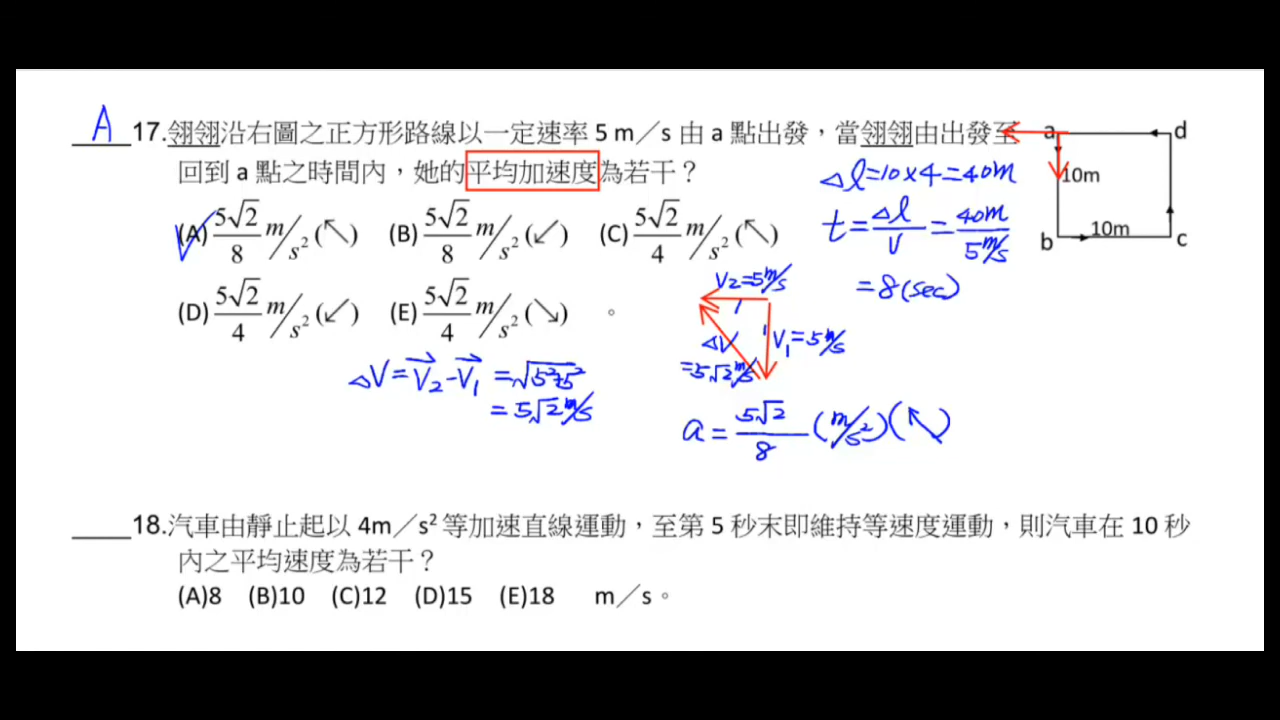 A 17.翎翎沿右圖之正方形路線以一定速率 5 m／s 由 a 點出發，當翎翎由出發至
回到 a 點之時間內，她的平均加速度為若干？
(A) 5√2/8 m/s² (↖) (B) 5√2/8 m/s² (↙) (C) 5√2/4 m/s² (↖)
(D) 5√2/4 m/s² (↙) (E) 5√2/4 m/s² (↘) 。
a d
10m
b 10m c
△l=10×4=40m
t=△l/V=40m/5m/s
=8(sec)
V2=5m/s
V1=5m/s
△V
=5√2m/s
△V=V⃗2-V⃗1=√5²+5²
=5√2m/s
a=5√2/8(m/s²)(↖)
18.汽車由靜止起以 4m／s² 等加速直線運動，至第 5 秒末即維持等速度運動，則汽車在 10 秒
內之平均速度為若干？
(A)8 (B)10 (C)12 (D)15 (E)18 m／s。